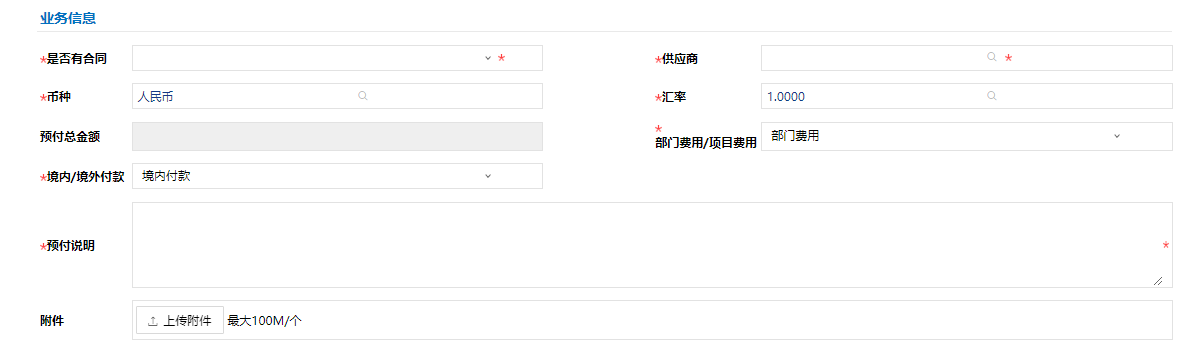 业务信息
*是否有合同 * *供应商 *
*币种 人民币 *汇率 1.0000
预付总金额 *部门费用/项目费用 部门费用
*境内/境外付款 境内付款
*预付说明 *
附件 上传附件 最大100M/个